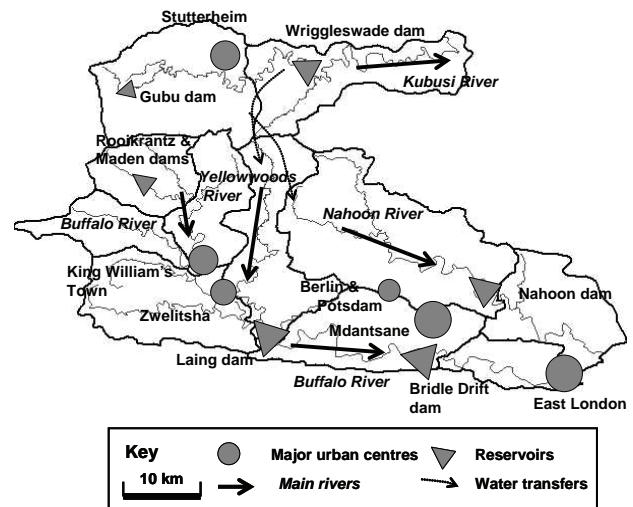 Stutterheim
Wriggleswade dam
Kubusi River
Gubu dam
Rooikrantz &
Maden dams
Yellowwoods
River
Buffalo River
Nahoon River
King William's
Town
Berlin &
Potsdam
Nahoon dam
Zwelitsha
Mdantsane
Laing dam
Buffalo River
Bridle Drift
dam
East London
Key
Major urban centres
Reservoirs
10 km
Main rivers
Water transfers